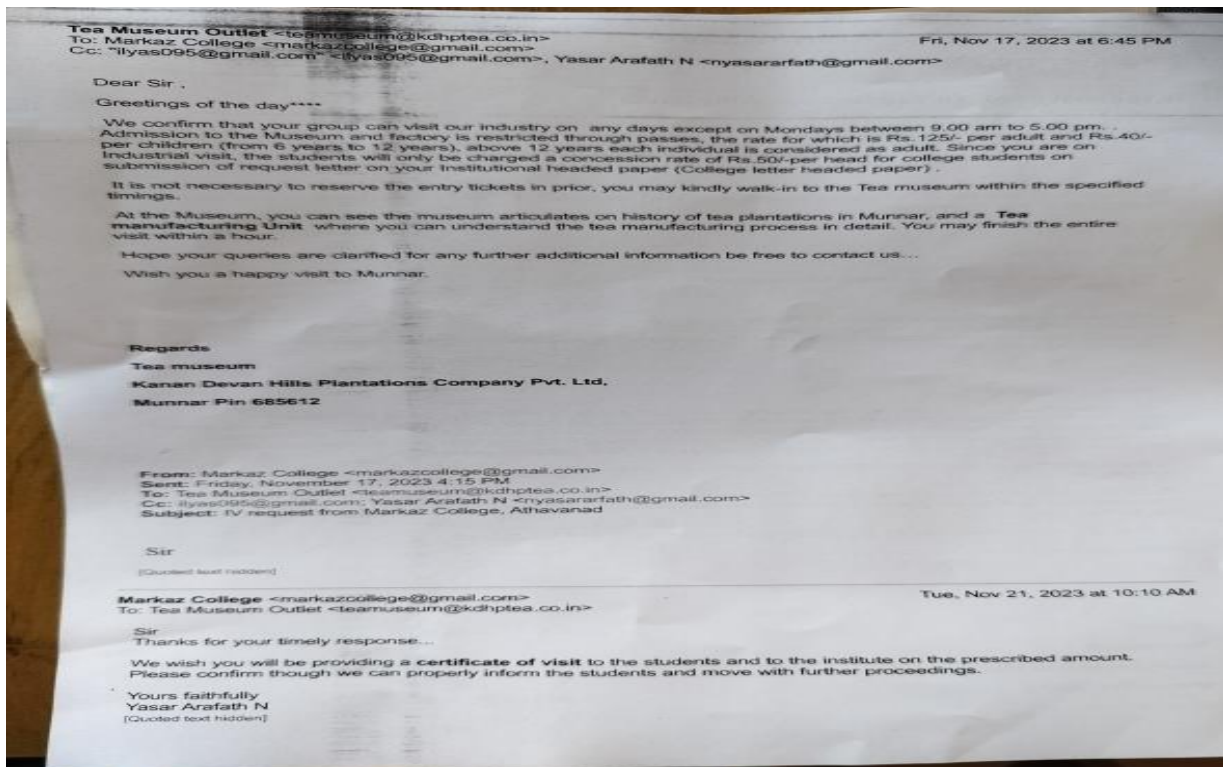 Tea Museum Outlet <teamuseum@kdhptea.co.in>
Fri, Nov 17, 2023 at 6:45 PM
To: Markaz College <markazcollege@gmail.com>
Cc: "ilyas095@gmail.com" <ilyas095@gmail.com>, Yasar Arafath N <nyasararfath@gmail.com>
Dear Sir ,
Greetings of the day****
We confirm that your group can visit our industry on any days except on Mondays between 9.00 am to 5.00 pm. .
Admission to the Museum and factory is restricted through passes, the rate for which is Rs.125/- per adult and Rs.40/-
per children (from 6 years to 12 years), above 12 years each individual is considered as adult. Since you are on
Industrial visit, the students will only be charged a concession rate of Rs.50/-per head for college students on
submission of request letter on your Institutional headed paper (College letter headed paper) .
It is not necessary to reserve the entry tickets in prior, you may kindly walk-in to the Tea museum within the specified
timings.
At the Museum, you can see the museum articulates on history of tea plantations in Munnar, and a Tea
manufacturing Unit where you can understand the tea manufacturing process in detail. You may finish the entire
visit within a hour.
Hope your queries are clarified for any further additional information be free to contact us...
Wish you a happy visit to Munnar.
Regards
Tea museum
Kanan Devan Hills Plantations Company Pvt. Ltd,
Munnar Pin 685612
From: Markaz College <markazcollege@gmail.com>
Sent: Friday, November 17, 2023 4:15 PM
To: Tea Museum Outlet <teamuseum@kdhptea.co.in>
Cc: ilyas095@gmail.com; Yasar Arafath N <nyasararfath@gmail.com>
Subject: IV request from Markaz College, Athavanad
Sir
[Quoted text hidden]
Markaz College <markazcollege@gmail.com>
Tue, Nov 21, 2023 at 10:10 AM
To: Tea Museum Outlet <teamuseum@kdhptea.co.in>
Sir
Thanks for your timely response...
We wish you will be providing a certificate of visit to the students and to the institute on the prescribed amount.
Please confirm though we can properly inform the students and move with further proceedings.
Yours faithfully
Yasar Arafath N
[Quoted text hidden]